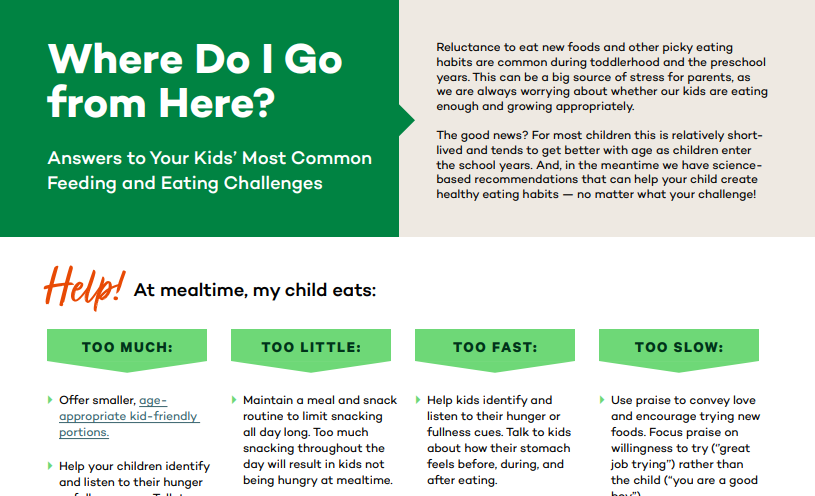 Where Do I Go
from Here?
Answers to Your Kids’ Most Common
Feeding and Eating Challenges
Reluctance to eat new foods and other picky eating
habits are common during toddlerhood and the preschool
years. This can be a big source of stress for parents, as
we are always worrying about whether our kids are eating
enough and growing appropriately.
The good news? For most children this is relatively short-
lived and tends to get better with age as children enter
the school years. And, in the meantime we have science-
based recommendations that can help your child create
healthy eating habits — no matter what your challenge!
Help! At mealtime, my child eats:
TOO MUCH:
Offer smaller, age-
appropriate kid-friendly
portions.
Help your children identify
and listen to their hunger
TOO LITTLE:
Maintain a meal and snack
routine to limit snacking
all day long. Too much
snacking throughout the
day will result in kids not
being hungry at mealtime.
TOO FAST:
Help kids identify and
listen to their hunger or
fullness cues. Talk to kids
about how their stomach
feels before, during, and
after eating.
TOO SLOW:
Use praise to convey love
and encourage trying new
foods. Focus praise on
willingness to try (“great
job trying”) rather than
the child (“you are a good
boy”)